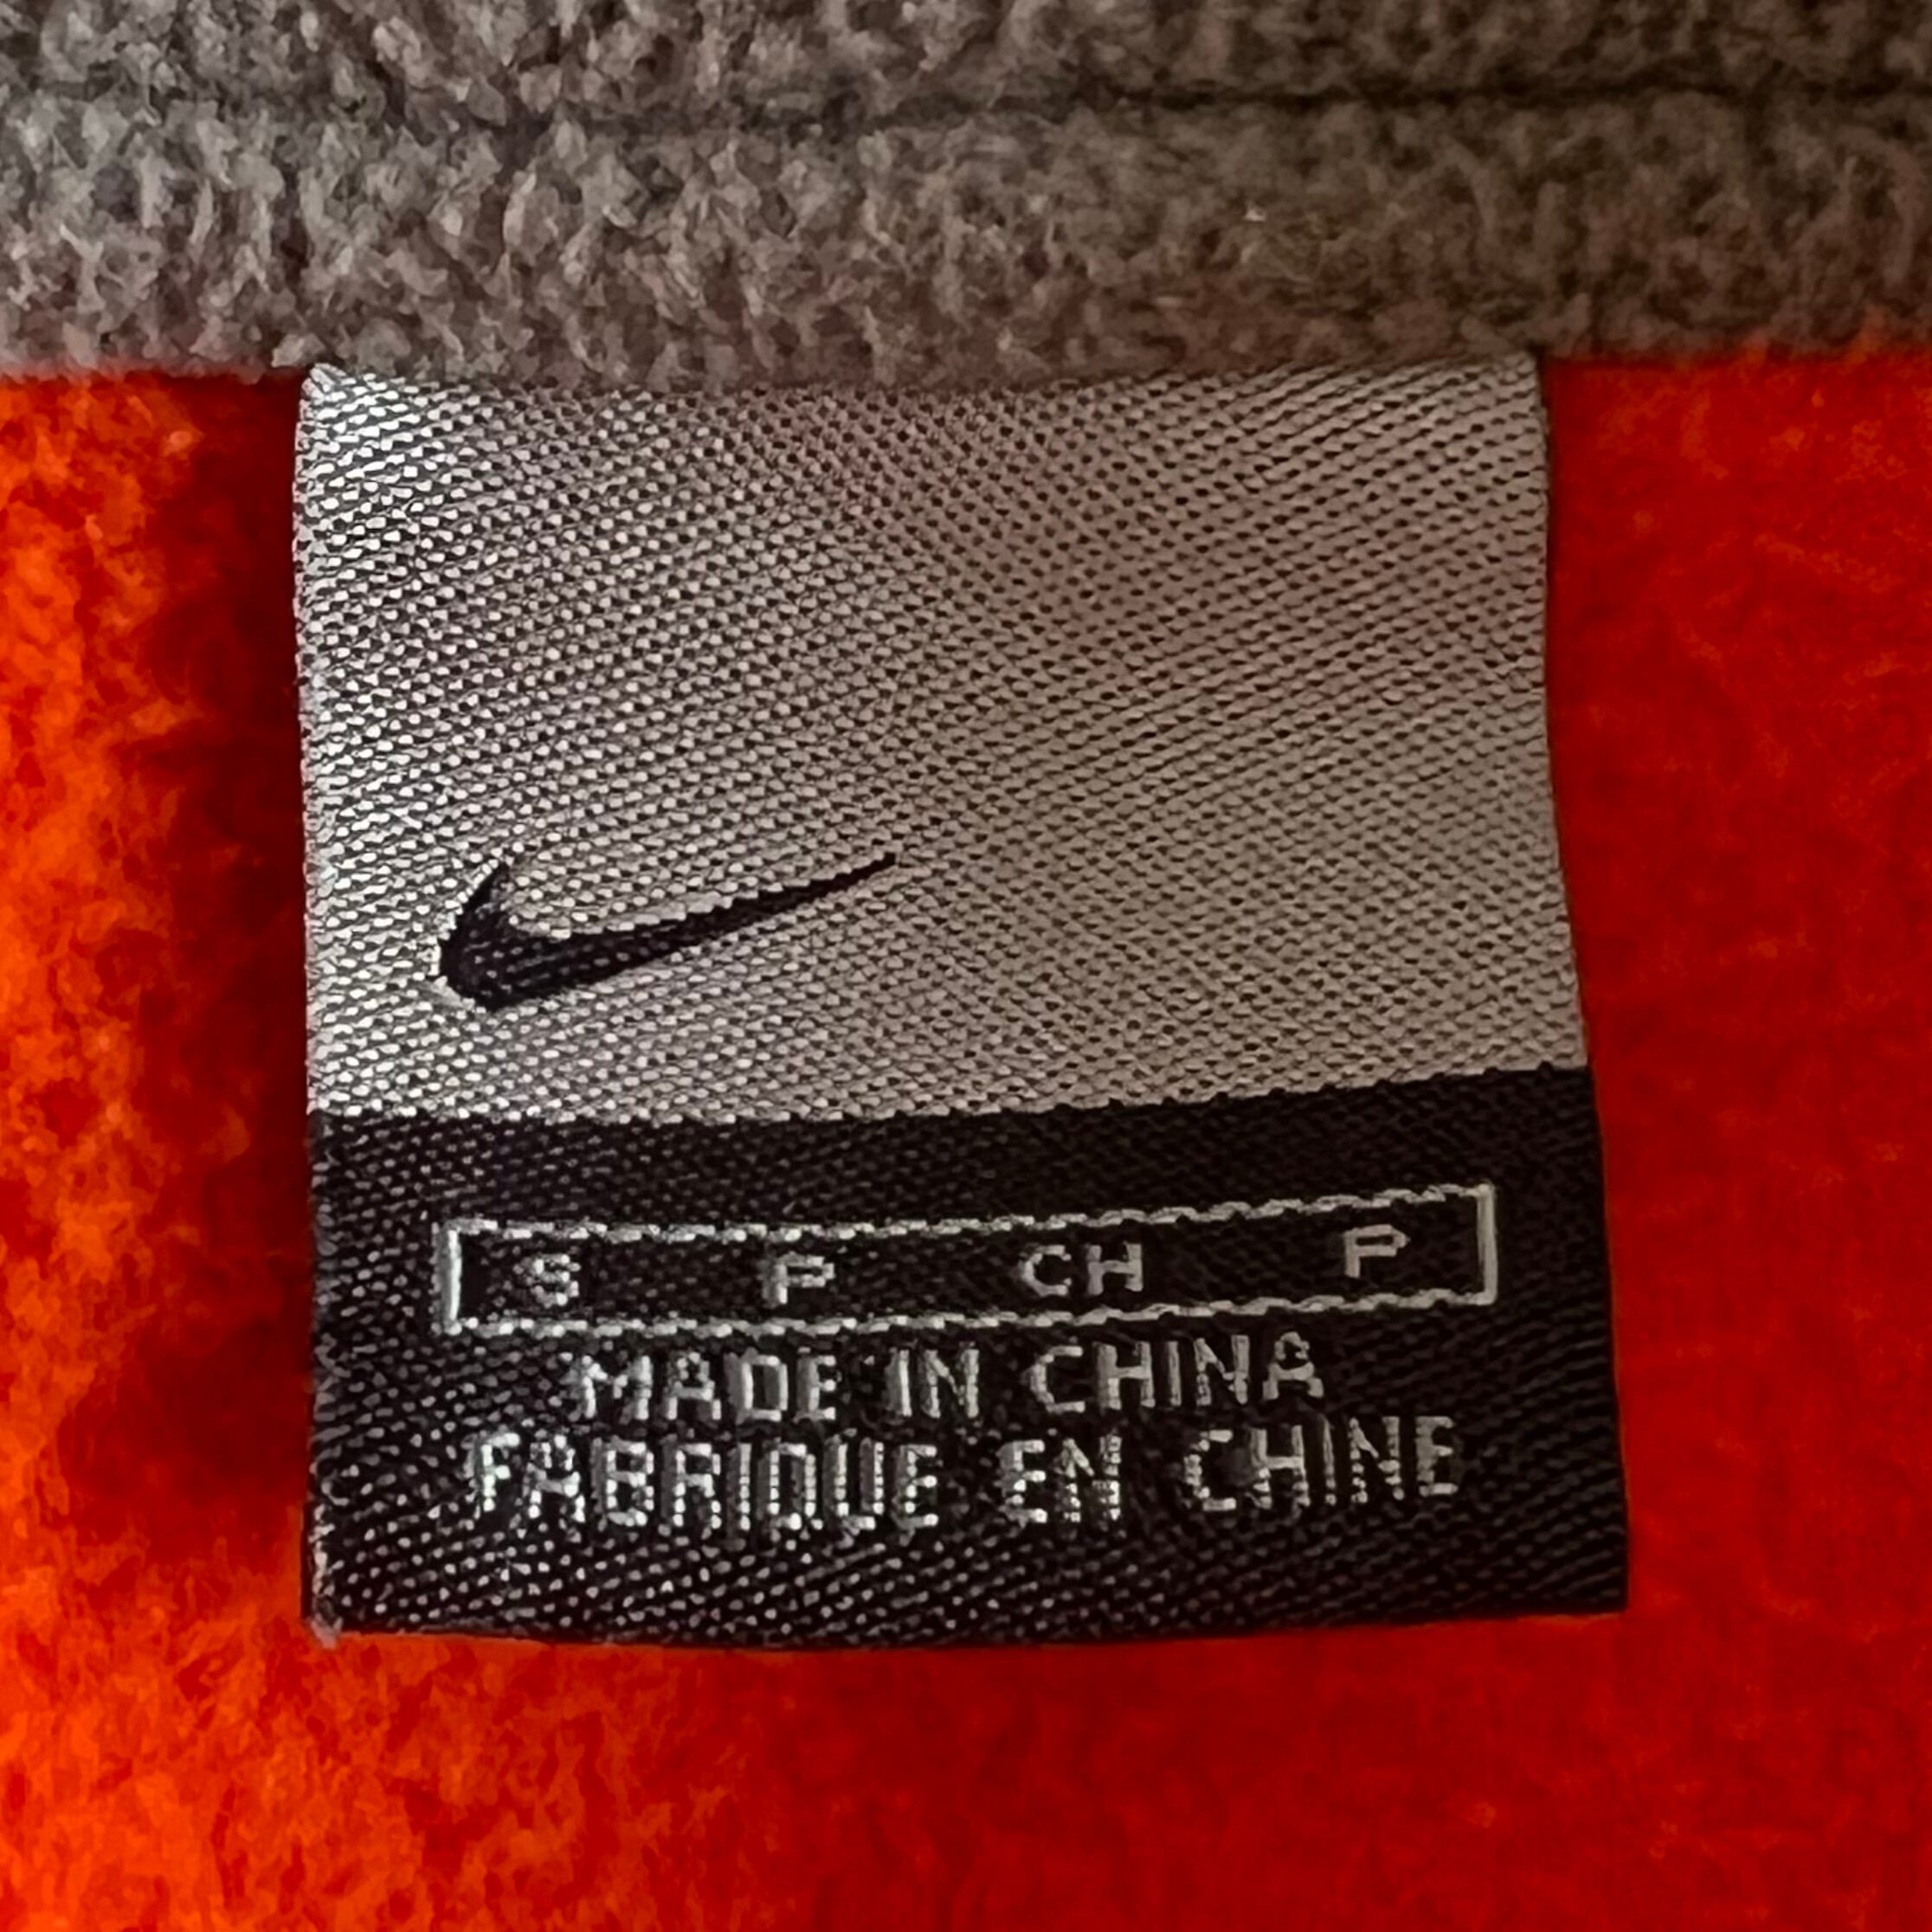 S P CH P
MADE IN CHINA
FABRIQUE EN CHINE